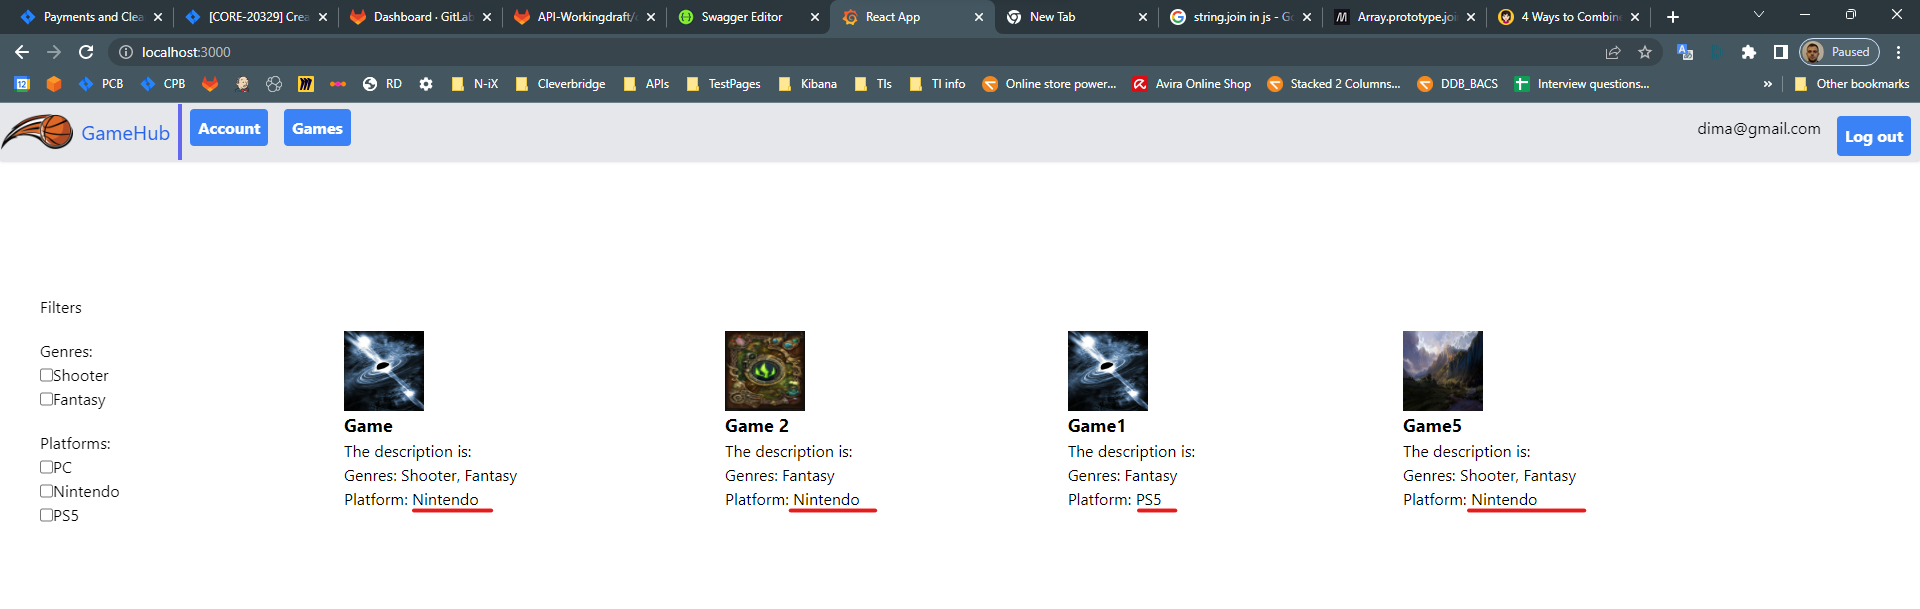 Payments and Clea
[CORE-20329] Crea
Dashboard · GitLab
API-Workingdraft/
Swagger Editor
React App
New Tab
string.join in js - G
Array.prototype.joi
4 Ways to Combin
localhost:3000
Paused
12
PCB
CPB
RD
N-iX
Cleverbridge
APIs
TestPages
Kibana
TIs
TI info
Online store power...
Avira Online Shop
Stacked 2 Columns...
DDB_BACS
Interview questions...
»
Other bookmarks
GameHub
Account
Games
dima@gmail.com
Log out
Filters
Genres:
Shooter
Fantasy
Platforms:
PC
Nintendo
PS5
Game
The description is:
Genres: Shooter, Fantasy
Platform: Nintendo
Game 2
The description is:
Genres: Fantasy
Platform: Nintendo
Game1
The description is:
Genres: Fantasy
Platform: PS5
Game5
The description is:
Genres: Shooter, Fantasy
Platform: Nintendo